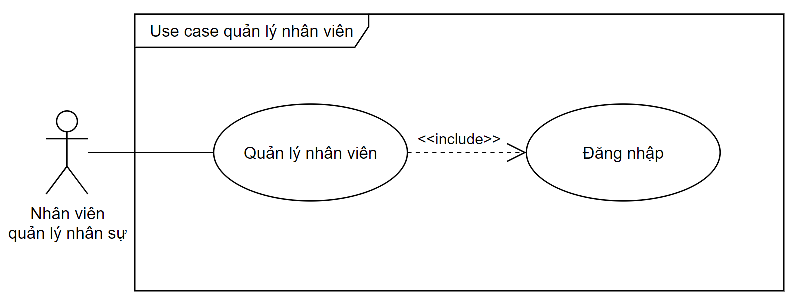 Use case quản lý nhân viên
Quản lý nhân viên
<<include>>
Đăng nhập
Nhân viên
quản lý nhân sự